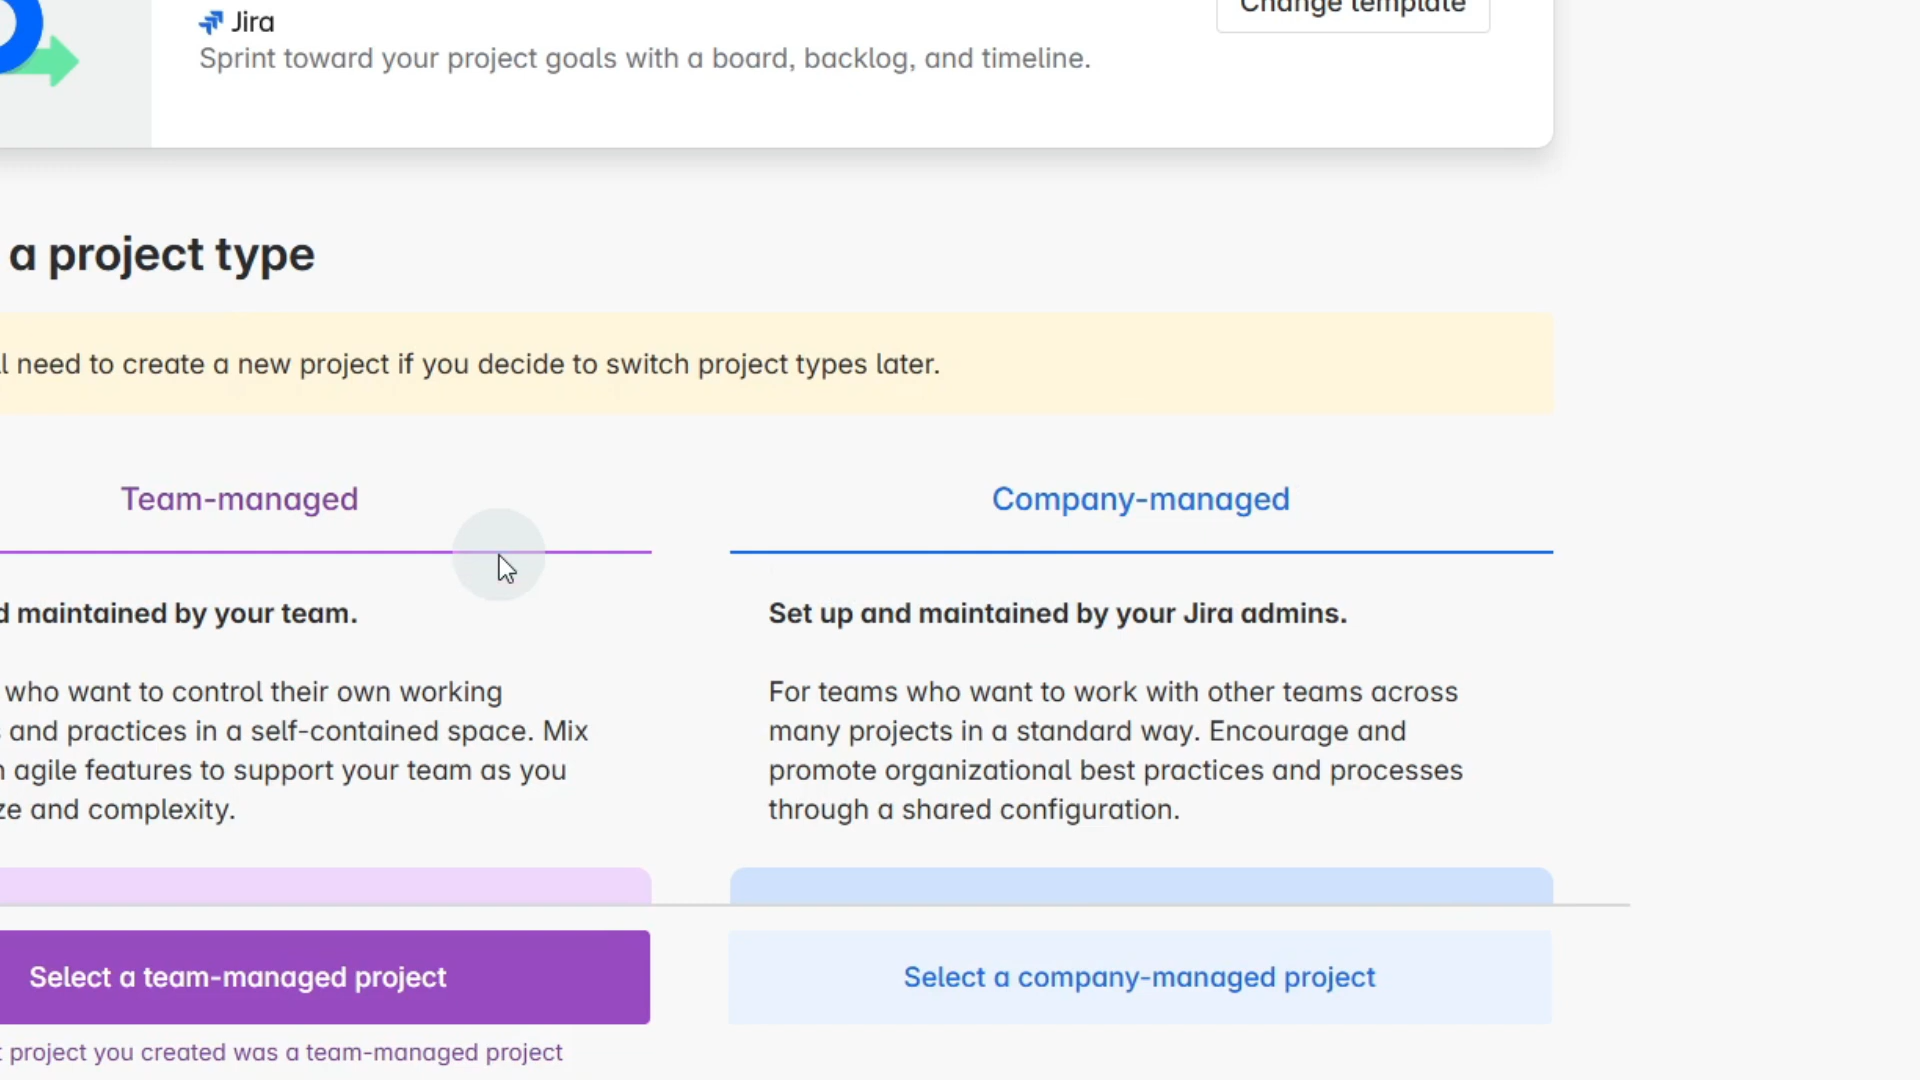 Change template
Jira
Sprint toward your project goals with a board, backlog, and timeline.
a project type
need to create a new project if you decide to switch project types later.
Team-managed
Company-managed
maintained by your team.
who want to control their own working
and practices in a self-contained space. Mix
agile features to support your team as you
and complexity.
Set up and maintained by your Jira admins.
For teams who want to work with other teams across
many projects in a standard way. Encourage and
promote organizational best practices and processes
through a shared configuration.
Select a team-managed project
Select a company-managed project
project you created was a team-managed project